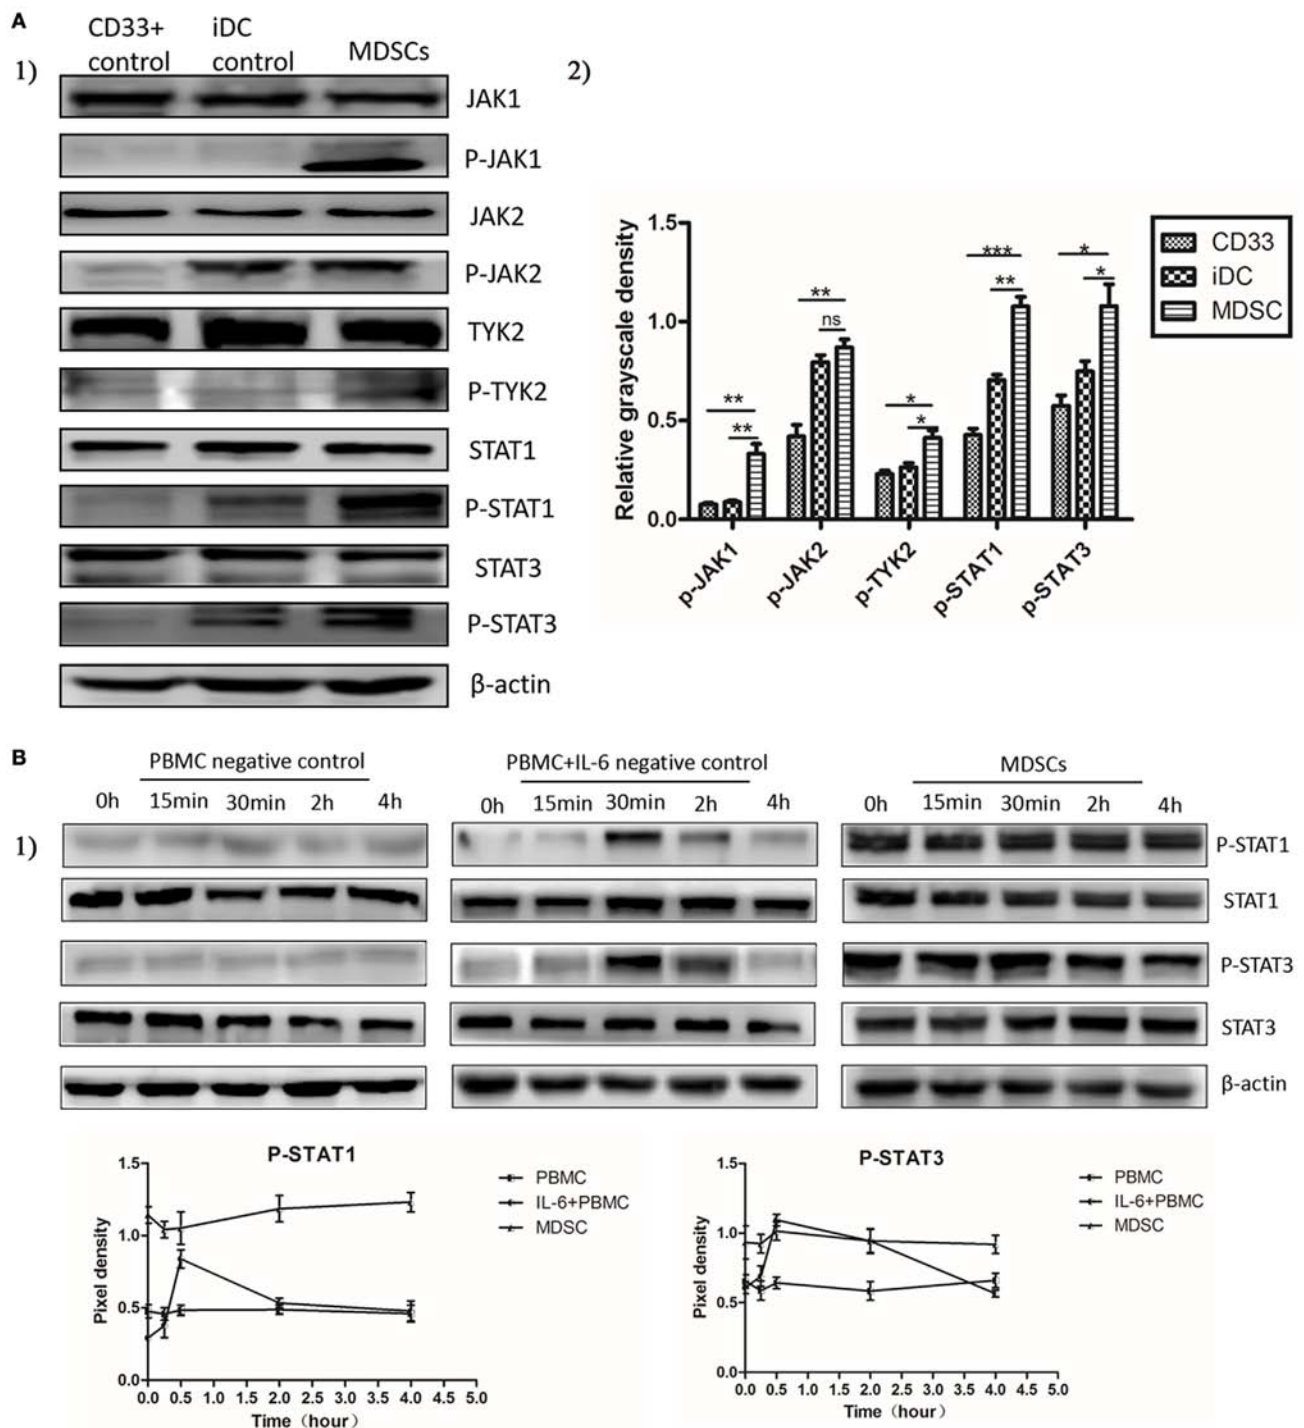 A
CD33+ iDC MDSCs
control control
1)
JAK1
P-JAK1
JAK2
P-JAK2
TYK2
P-TYK2
STAT1
P-STAT1
STAT3
P-STAT3
β-actin
2)
Relative grayscale density
1.5
1.0
0.5
0.0
** **
** ns
* *
*** **
* *
p-JAK1 p-JAK2 p-TYK2 p-STAT1 p-STAT3
CD33
iDC
MDSC
B
PBMC negative control PBMC+IL-6 negative control MDSCs
0h 15min 30min 2h 4h 0h 15min 30min 2h 4h 0h 15min 30min 2h 4h
1)
P-STAT1
STAT1
P-STAT3
STAT3
β-actin
P-STAT1
Pixel density
1.5
1.0
0.5
0.0
0.0 0.5 1.0 1.5 2.0 2.5 3.0 3.5 4.0 4.5 5.0
Time (hour)
PBMC
IL-6+PBMC
MDSC
P-STAT3
Pixel density
1.5
1.0
0.5
0.0
0.0 0.5 1.0 1.5 2.0 2.5 3.0 3.5 4.0 4.5 5.0
Time (hour)
PBMC
IL-6+PBMC
MDSC